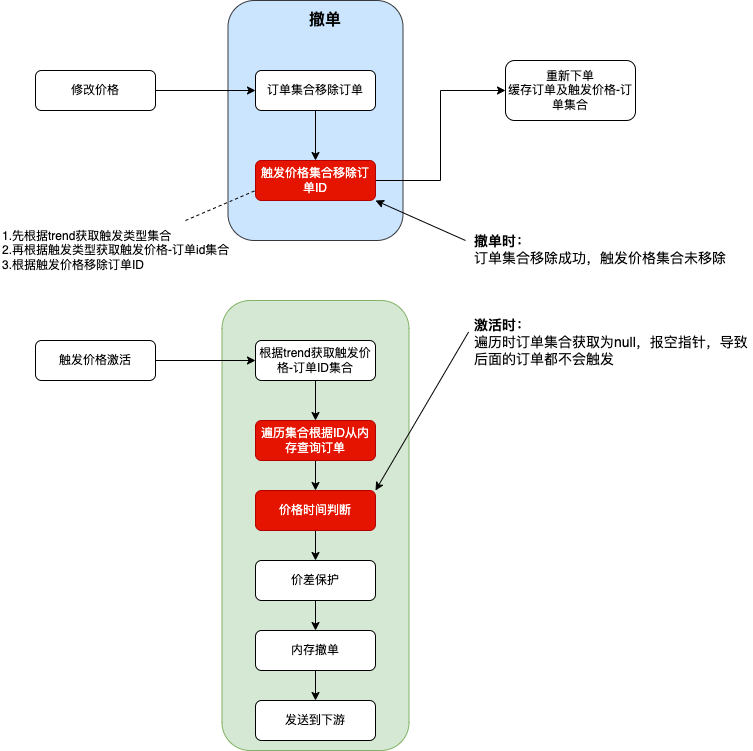 撤单
修改价格
订单集合移除订单
重新下单
缓存订单及触发价格-订
单集合
触发价格集合移除订
单ID
1.先根据trend获取触发类型集合
2.再根据触发类型获取触发价格-订单id集合
3.根据触发价格移除订单ID
撤单时：
订单集合移除成功，触发价格集合未移除
激活时：
遍历时订单集合获取为null，报空指针，导致
后面的订单都不会触发
触发价格激活
根据trend获取触发价
格-订单ID集合
遍历集合根据ID从内
存查询订单
价格时间判断
价差保护
内存撤单
发送到下游